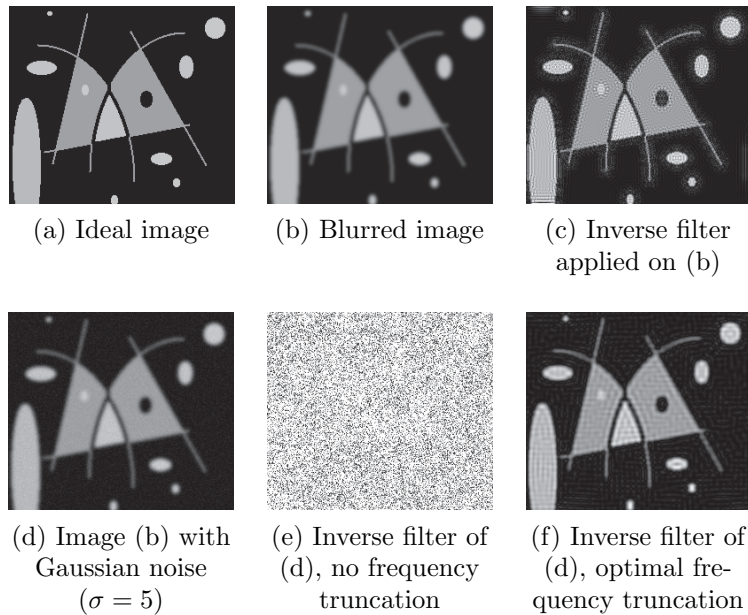 (a) Ideal image
(b) Blurred image
(c) Inverse filter
applied on (b)
(d) Image (b) with
Gaussian noise
(σ = 5)
(e) Inverse filter of
(d), no frequency
truncation
(f) Inverse filter of
(d), optimal fre-
quency truncation